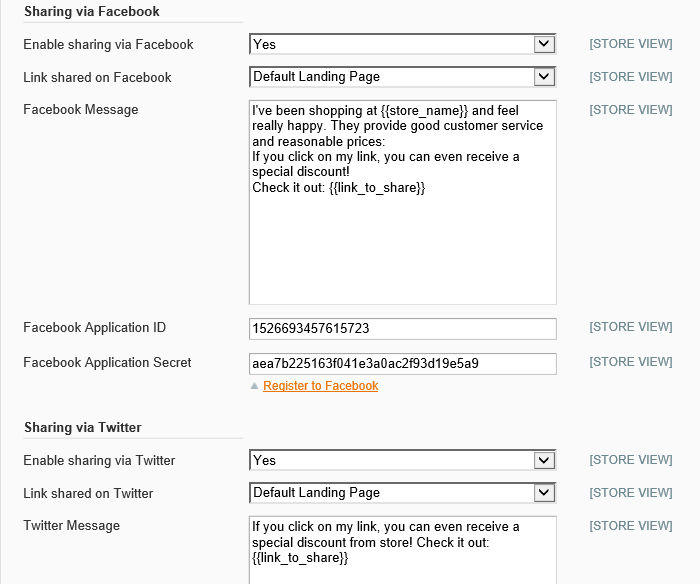 Sharing via Facebook
Enable sharing via Facebook Yes [STORE VIEW]
Link shared on Facebook Default Landing Page [STORE VIEW]
Facebook Message [STORE VIEW]
I've been shopping at {{store_name}} and feel
really happy. They provide good customer service
and reasonable prices:
If you click on my link, you can even receive a
special discount!
Check it out: {{link_to_share}}
Facebook Application ID 1526693457615723 [STORE VIEW]
Facebook Application Secret aea7b225163f041e3a0ac2f93d19e5a9 [STORE VIEW]
Register to Facebook
Sharing via Twitter
Enable sharing via Twitter Yes [STORE VIEW]
Link shared on Twitter Default Landing Page [STORE VIEW]
Twitter Message [STORE VIEW]
If you click on my link, you can even receive a
special discount from store! Check it out:
{{link_to_share}}